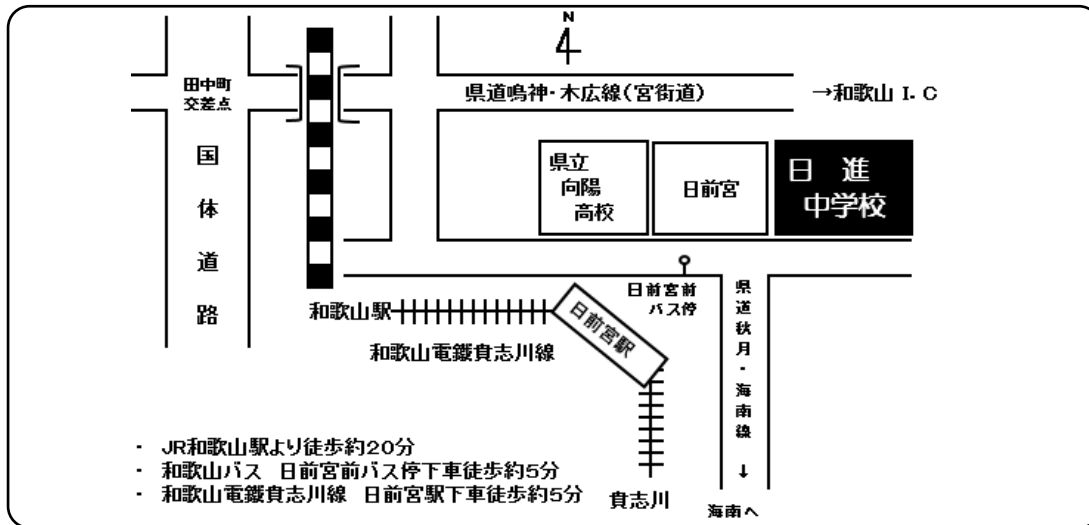 N
田中町
交差点
県道鳴神・木広線(宮街道)
→和歌山 I.C
国体道路
県立
向陽
高校
日前宮
日 進
中学校
日前宮前
バス停
県道秋月・海南線 ↓
和歌山駅
日前宮駅
和歌山電鐵貴志川線
・ JR和歌山駅より徒歩約20分
・ 和歌山バス 日前宮前バス停下車徒歩約5分
・ 和歌山電鐵貴志川線 日前宮駅下車徒歩約5分
貴志川
海南へ